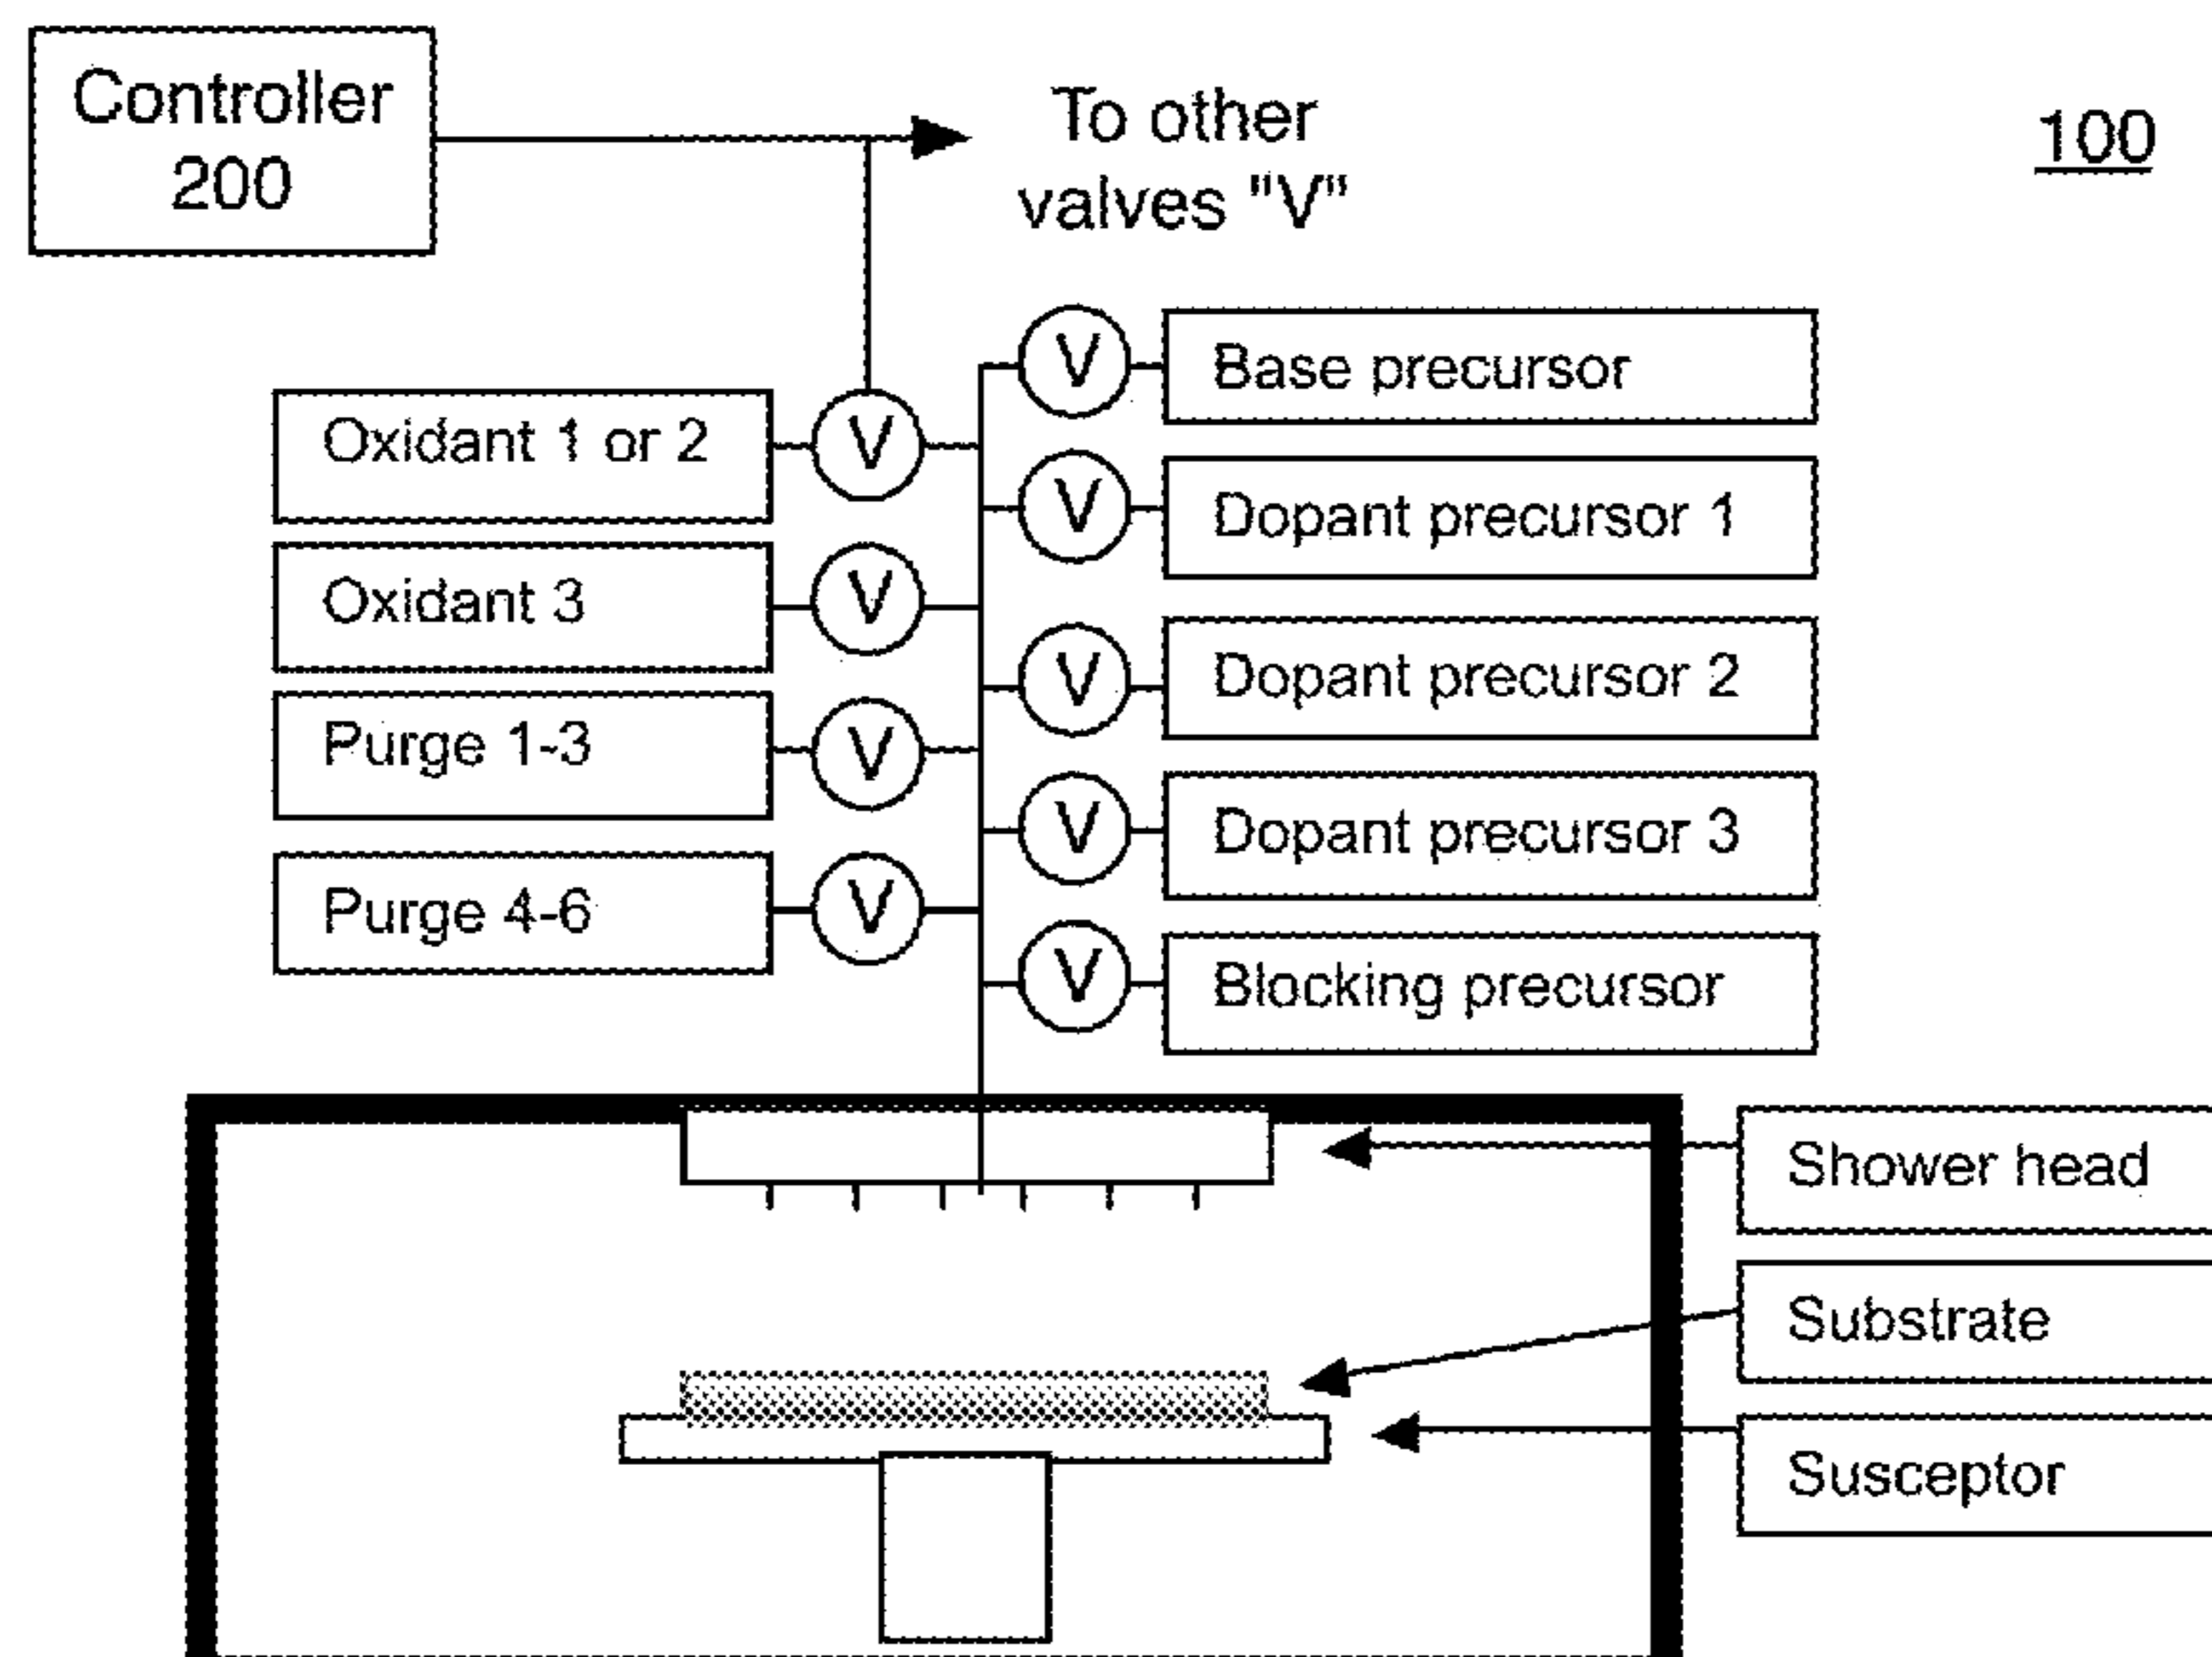 Controller
200
To other
valves "V"
100
V
Base precursor
Oxidant 1 or 2
V
V
Dopant precursor 1
Oxidant 3
V
V
Dopant precursor 2
Purge 1-3
V
V
Dopant precursor 3
Purge 4-6
V
V
Blocking precursor
Shower head
Substrate
Susceptor